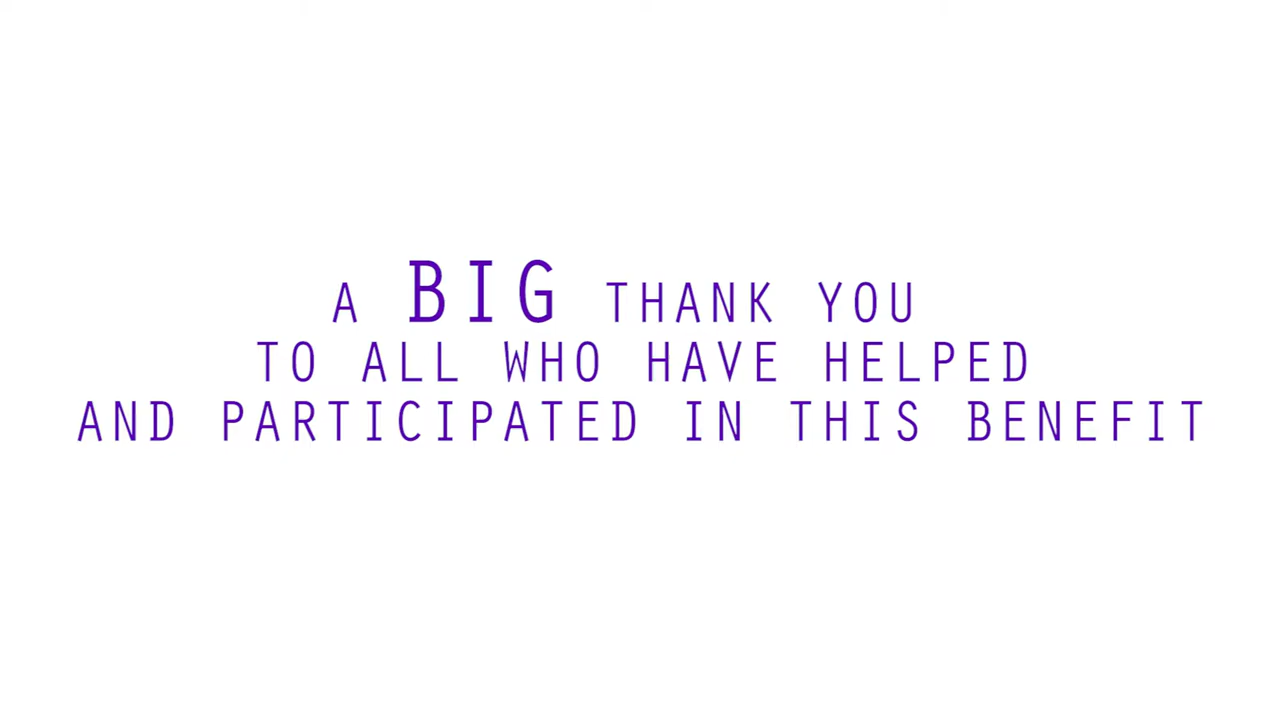 A BIG THANK YOU
TO ALL WHO HAVE HELPED
AND PARTICIPATED IN THIS BENEFIT